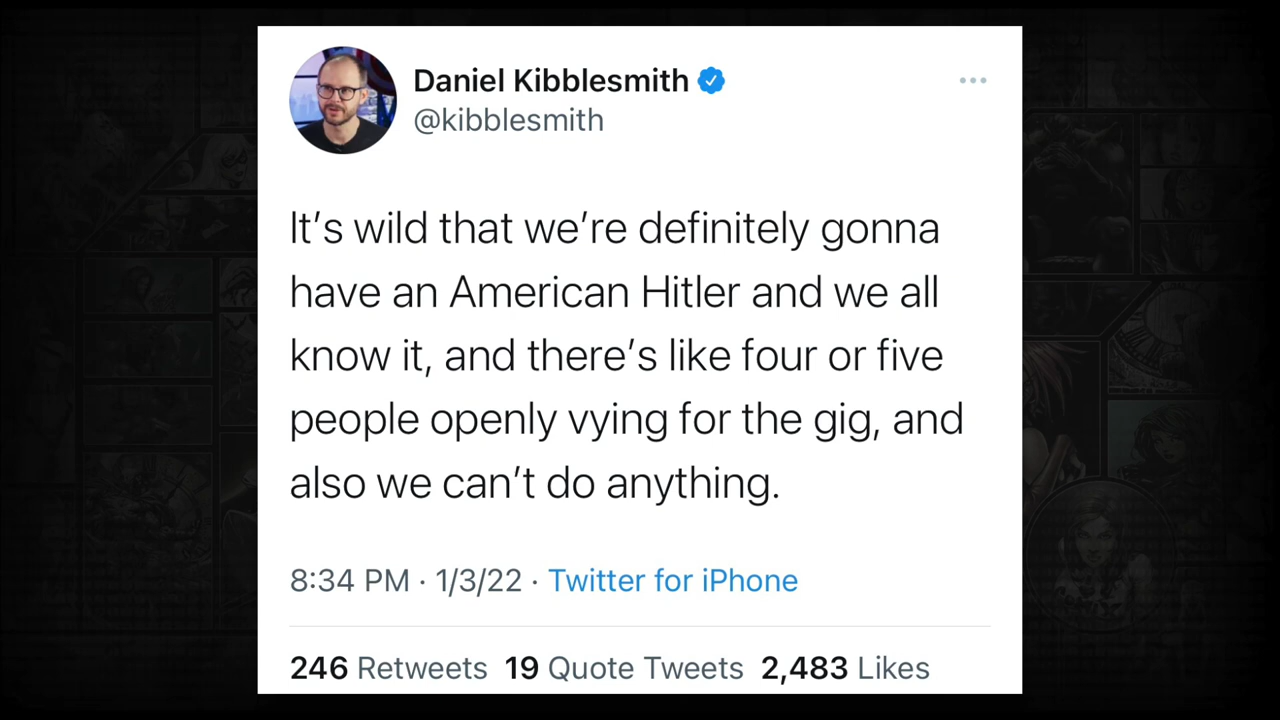 Daniel Kibblesmith
@kibblesmith
It’s wild that we’re definitely gonna
have an American Hitler and we all
know it, and there’s like four or five
people openly vying for the gig, and
also we can’t do anything.
8:34 PM · 1/3/22 · Twitter for iPhone
246 Retweets 19 Quote Tweets 2,483 Likes